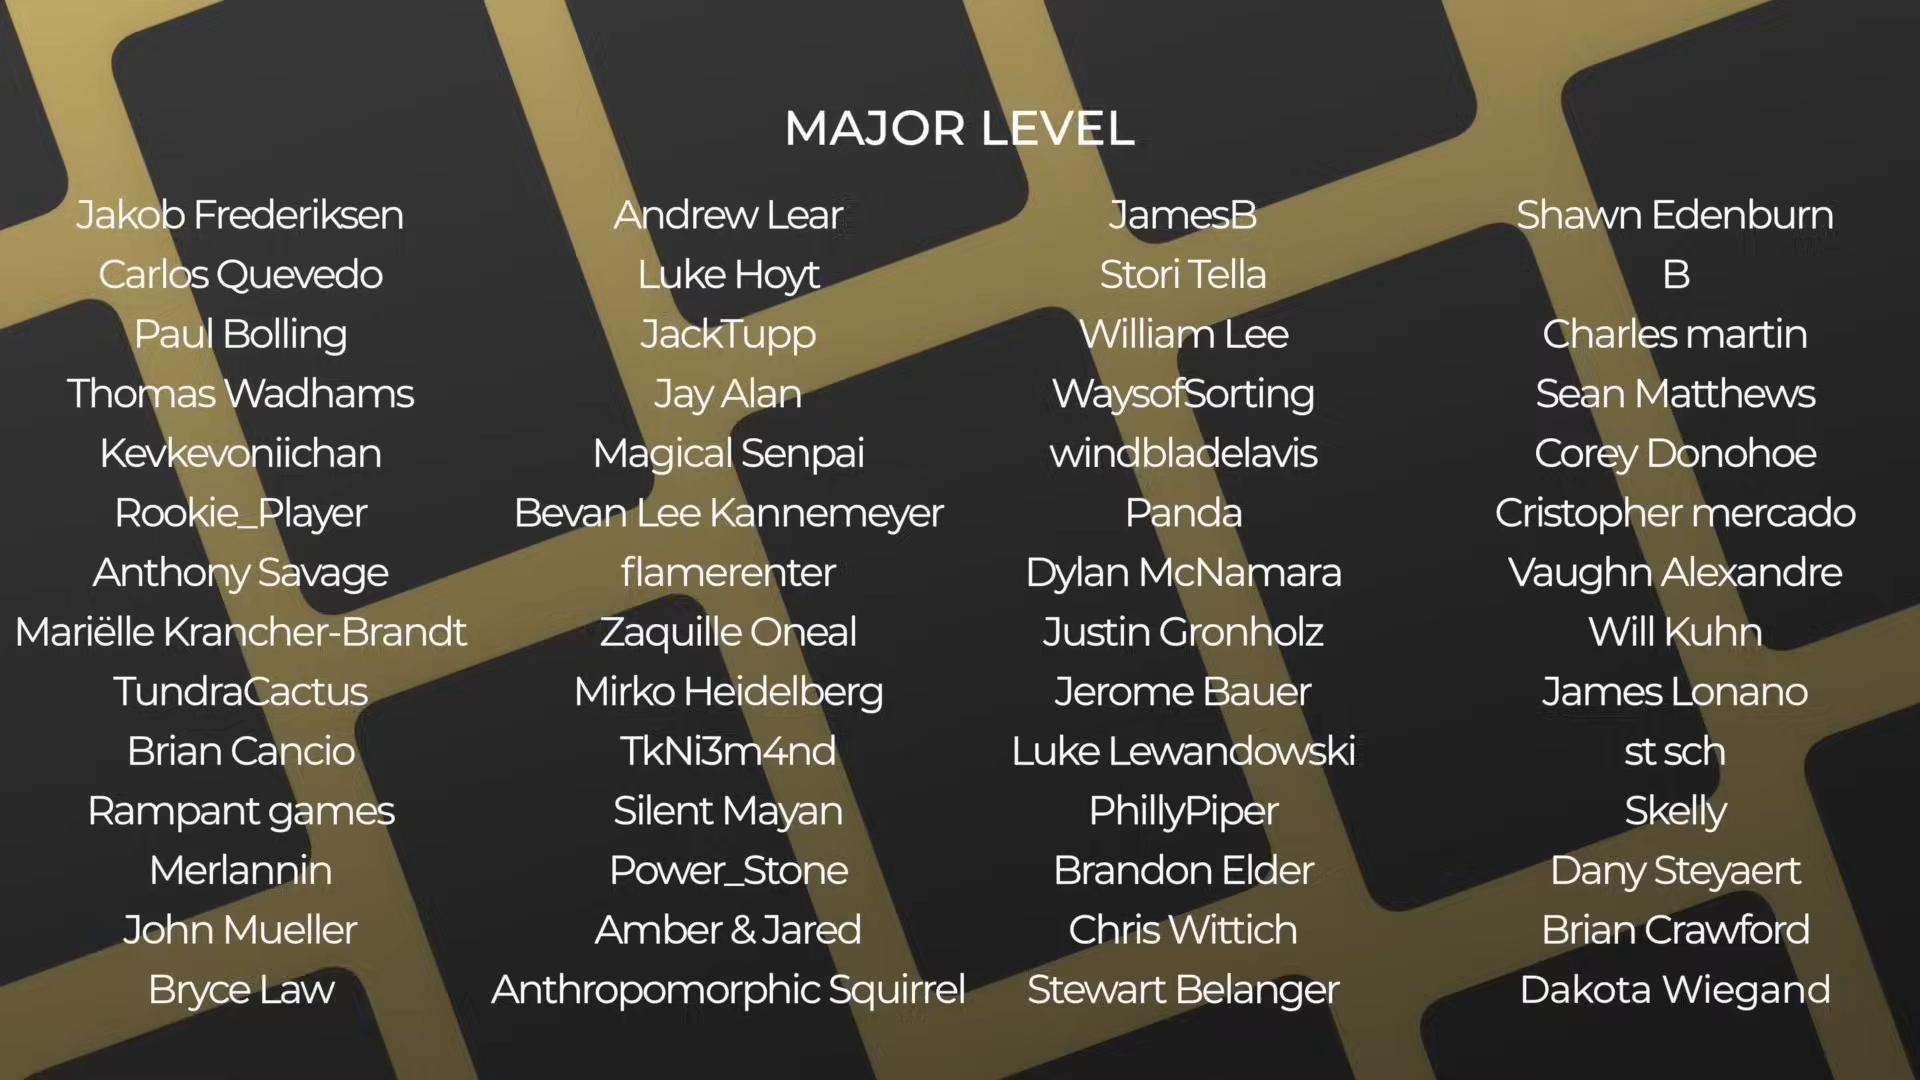 MAJOR LEVEL
Jakob Frederiksen
Carlos Quevedo
Paul Bolling
Thomas Wadhams
Kevkevoniichan
Rookie_Player
Anthony Savage
Mariëlle Krancher-Brandt
TundraCactus
Brian Cancio
Rampant games
Merlannin
John Mueller
Bryce Law
Andrew Lear
Luke Hoyt
JackTupp
Jay Alan
Magical Senpai
Bevan Lee Kannemeyer
flamerenter
Zaquille Oneal
Mirko Heidelberg
TkNi3m4nd
Silent Mayan
Power_Stone
Amber & Jared
Anthropomorphic Squirrel
JamesB
Stori Tella
William Lee
WaysofSorting
windbladelavis
Panda
Dylan McNamara
Justin Gronholz
Jerome Bauer
Luke Lewandowski
PhillyPiper
Brandon Elder
Chris Wittich
Stewart Belanger
Shawn Edenburn
B
Charles martin
Sean Matthews
Corey Donohoe
Cristopher mercado
Vaughn Alexandre
Will Kuhn
James Lonano
st sch
Skelly
Dany Steyaert
Brian Crawford
Dakota Wiegand